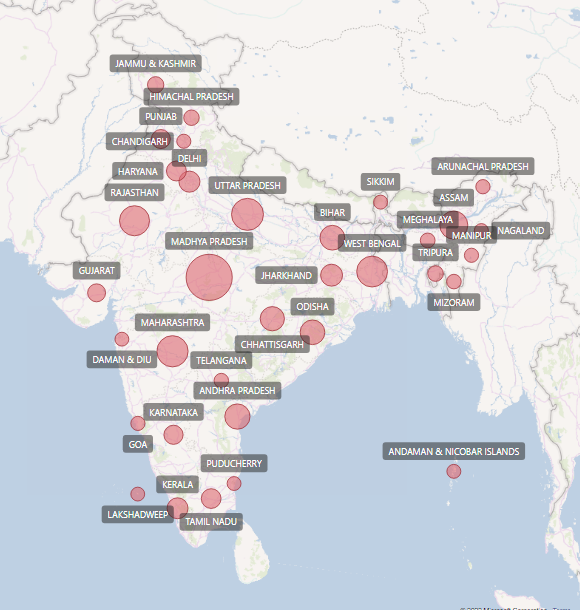 JAMMU & KASHMIR
HIMACHAL PRADESH
PUNJAB
CHANDIGARH
DELHI
HARYANA
RAJASTHAN
UTTAR PRADESH
SIKKIM
ARUNACHAL PRADESH
ASSAM
MEGHALAYA
NAGALAND
MANIPUR
BIHAR
WEST BENGAL
TRIPURA
MADHYA PRADESH
GUJARAT
JHARKHAND
MIZORAM
ODISHA
MAHARASHTRA
CHHATTISGARH
DAMAN & DIU
TELANGANA
ANDHRA PRADESH
KARNATAKA
GOA
ANDAMAN & NICOBAR ISLANDS
PUDUCHERRY
KERALA
LAKSHADWEEP
TAMIL NADU
Microsoft Corporation